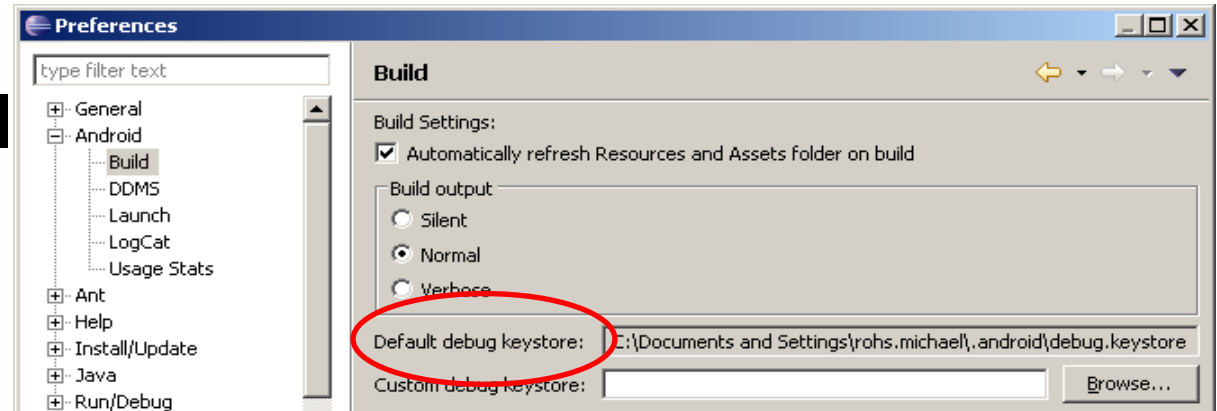 Preferences
type filter text
General
Android
Build
DDMS
Launch
LogCat
Usage Stats
Ant
Help
Install/Update
Java
Run/Debug
Build
Build Settings:
Automatically refresh Resources and Assets folder on build
Build output
Silent
Normal
Verbose
Default debug keystore: C:\Documents and Settings\rohs.michael\.android\debug.keystore
Custom debug keystore: Browse...